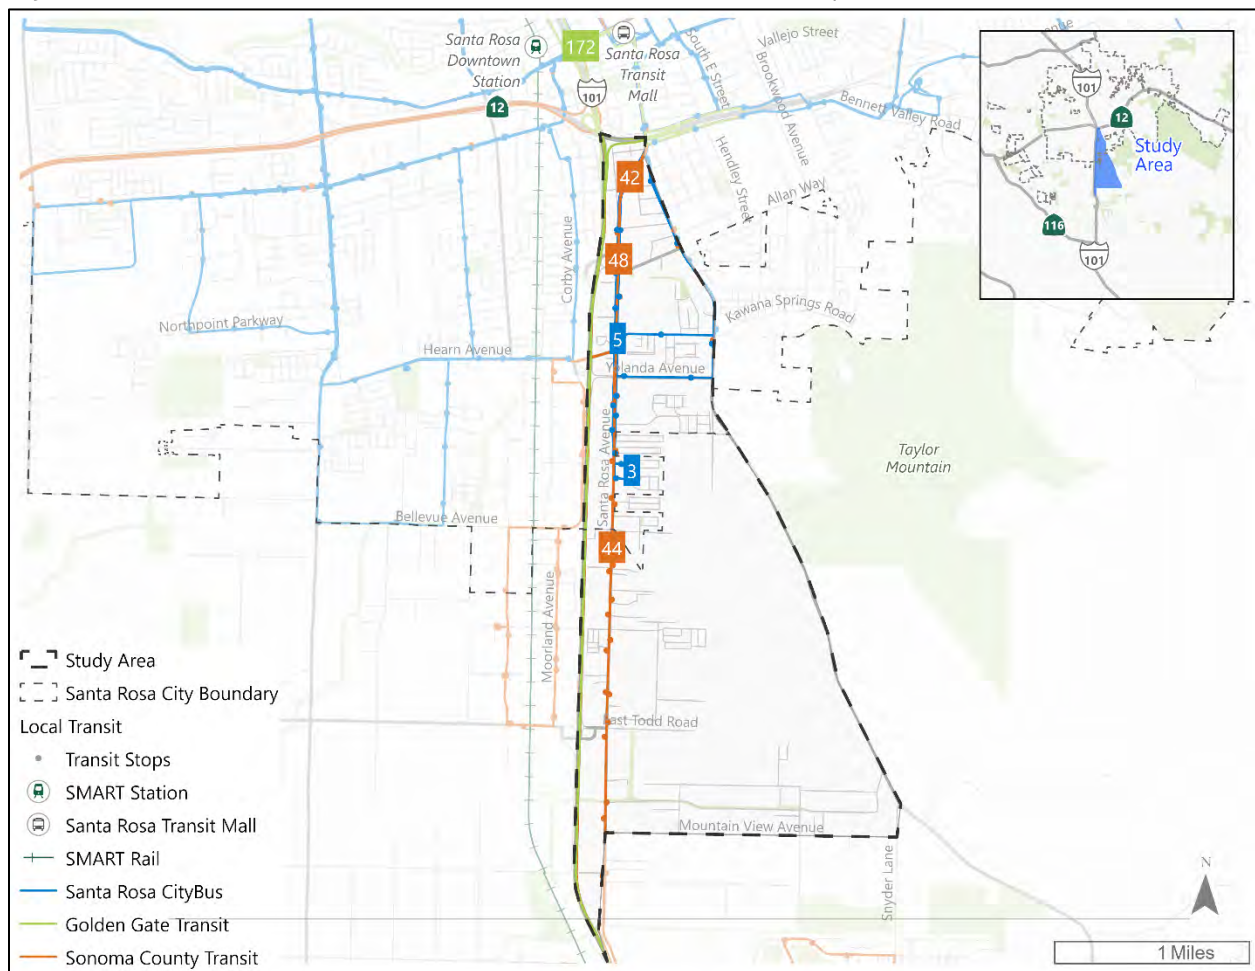 Santa Rosa
Downtown
Station
172
Santa Rosa
Transit
Mall
101
12
South E Street
Vallejo Street
Brookwood Avenue
Bennett Valley Road
Hendley Street
Allan Way
42
48
5
3
44
Corby Avenue
Northpoint Parkway
Hearn Avenue
Kawana Springs Road
Yolanda Avenue
Santa Rosa Avenue
Taylor
Mountain
Bellevue Avenue
Moorland Avenue
East Todd Road
Mountain View Avenue
Snyder Lane
101
12
Study
Area
116
101
Study Area
Santa Rosa City Boundary
Local Transit
Transit Stops
SMART Station
Santa Rosa Transit Mall
SMART Rail
Santa Rosa CityBus
Golden Gate Transit
Sonoma County Transit
N
1 Miles